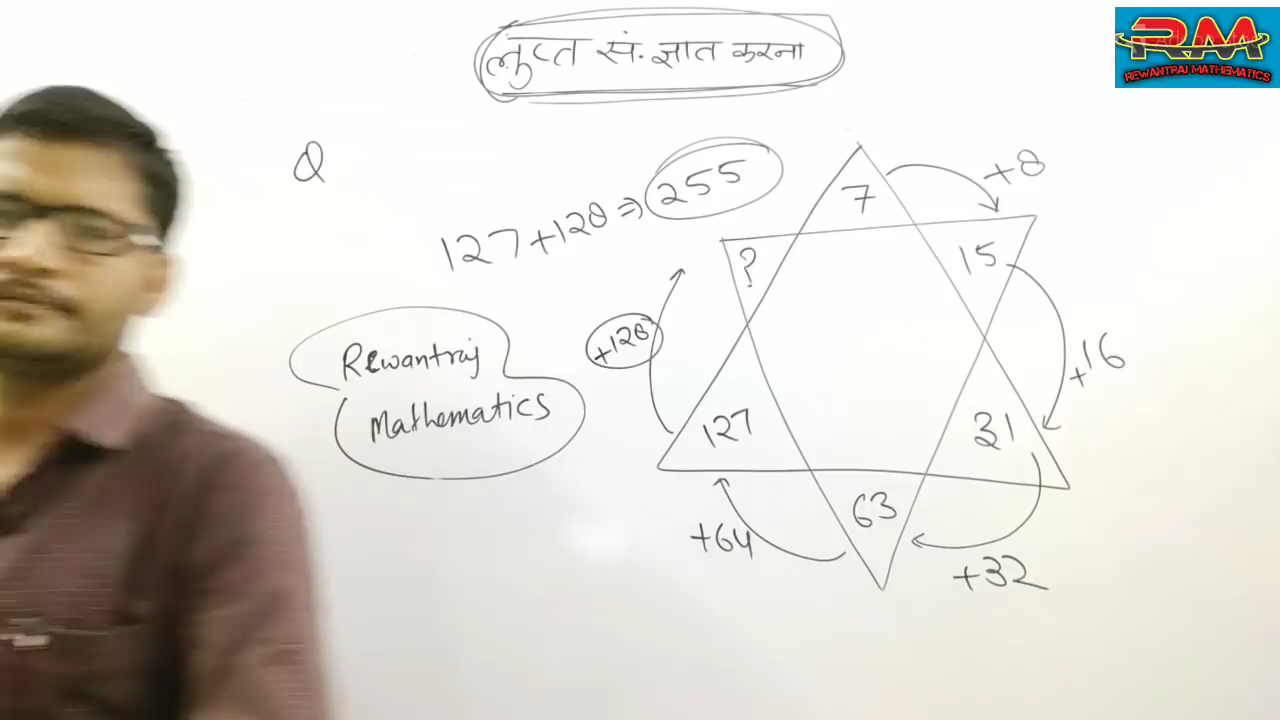 लुप्त सं. ज्ञात करना
RM
REWANTRAJ MATHEMATICS
Q
127+128⇒255
7
+8
?
15
+128
+16
Rewantraj
Mathematics
127
31
63
+64
+32